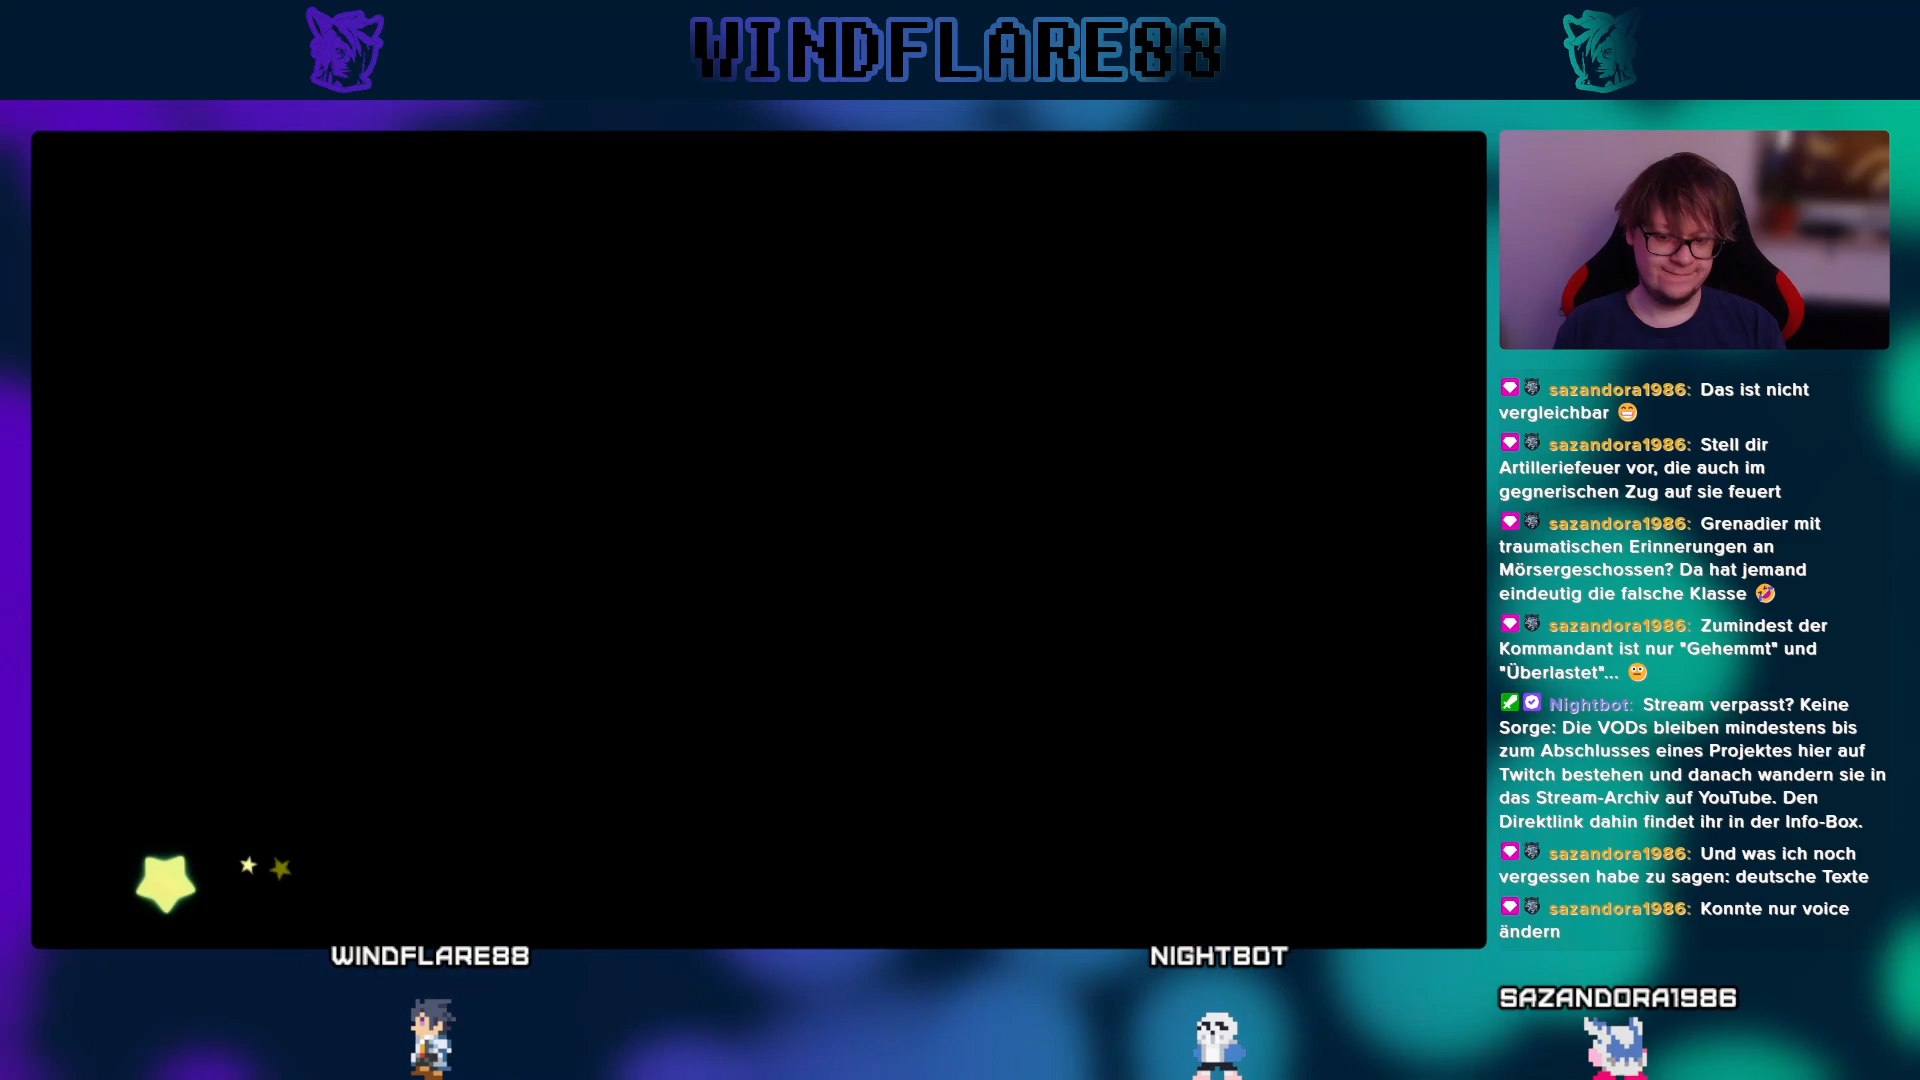 WINDFLARE88
sazandora1986: Das ist nicht
vergleichbar 😁
sazandora1986: Stell dir
Artilleriefeuer vor, die auch im
gegnerischen Zug auf sie feuert
sazandora1986: Grenadier mit
traumatischen Erinnerungen an
Mörsergeschossen? Da hat jemand
eindeutig die falsche Klasse 🤣
sazandora1986: Zumindest der
Kommandant ist nur "Gehemmt" und
"Überlastet"... 😐
Nightbot: Stream verpasst? Keine
Sorge: Die VODs bleiben mindestens bis
zum Abschlusses eines Projektes hier auf
Twitch bestehen und danach wandern sie in
das Stream-Archiv auf YouTube. Den
Direktlink dahin findet ihr in der Info-Box.
sazandora1986: Und was ich noch
vergessen habe zu sagen: deutsche Texte
sazandora1986: Konnte nur voice
ändern
WINDFLARE88
NIGHTBOT
SAZANDORA1986